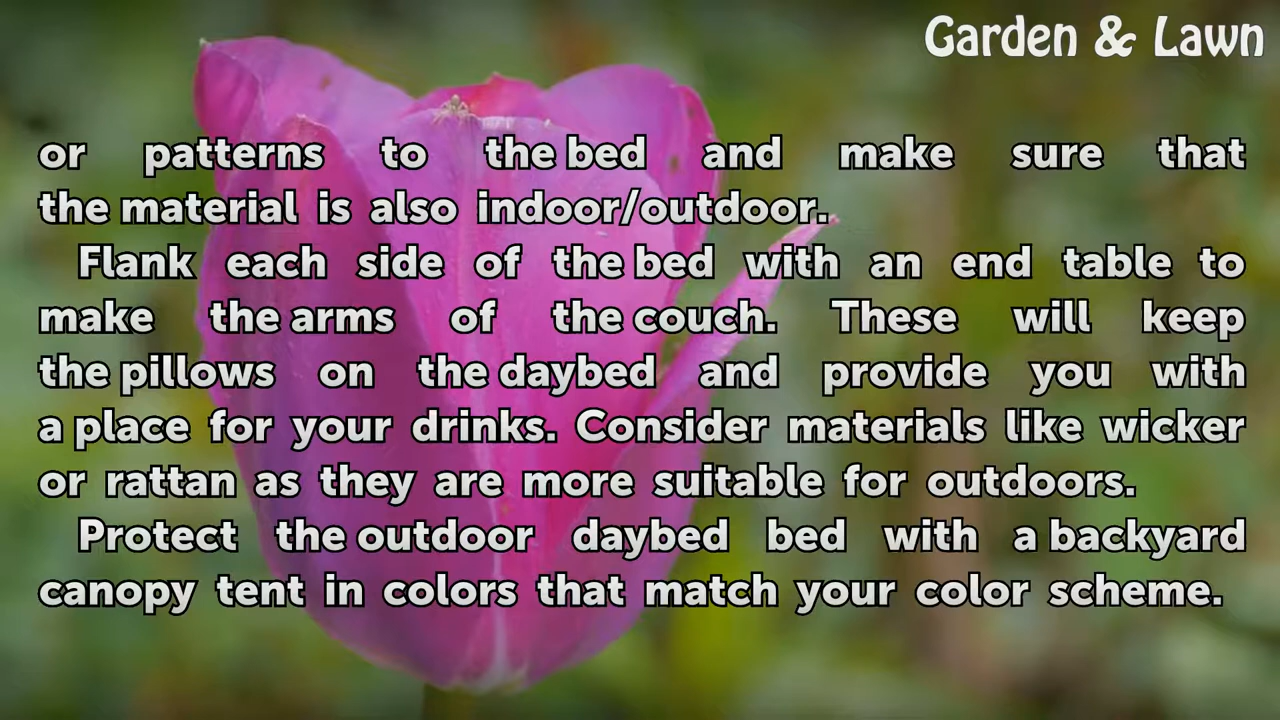 Garden & Lawn
or patterns to the bed and make sure that
the material is also indoor/outdoor.
Flank each side of the bed with an end table to
make the arms of the couch. These will keep
the pillows on the daybed and provide you with
a place for your drinks. Consider materials like wicker
or rattan as they are more suitable for outdoors.
Protect the outdoor daybed bed with a backyard
canopy tent in colors that match your color scheme.